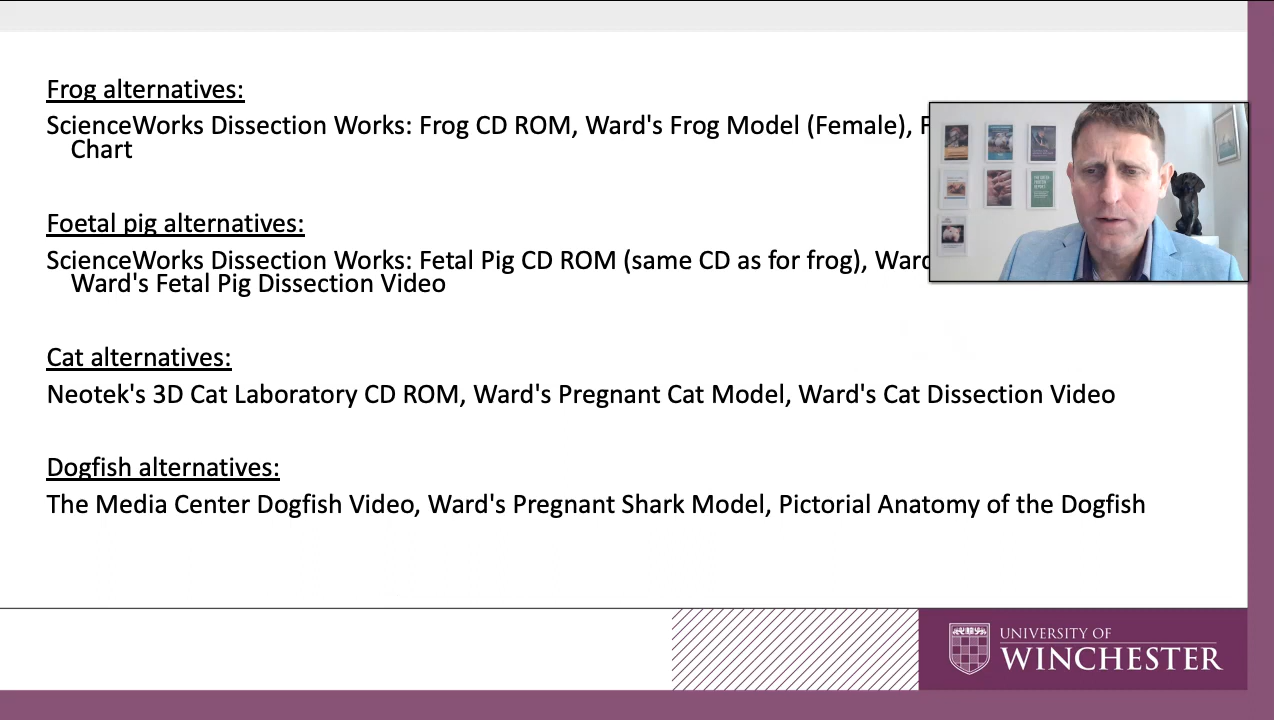 Frog alternatives:
ScienceWorks Dissection Works: Frog CD ROM, Ward's Frog Model (Female),
Chart
Foetal pig alternatives:
ScienceWorks Dissection Works: Fetal Pig CD ROM (same CD as for frog),
Ward's Fetal Pig Dissection Video
Cat alternatives:
Neotek's 3D Cat Laboratory CD ROM, Ward's Pregnant Cat Model, Ward's Cat Dissection Video
Dogfish alternatives:
The Media Center Dogfish Video, Ward's Pregnant Shark Model, Pictorial Anatomy of the Dogfish
UNIVERSITY OF
WINCHESTER